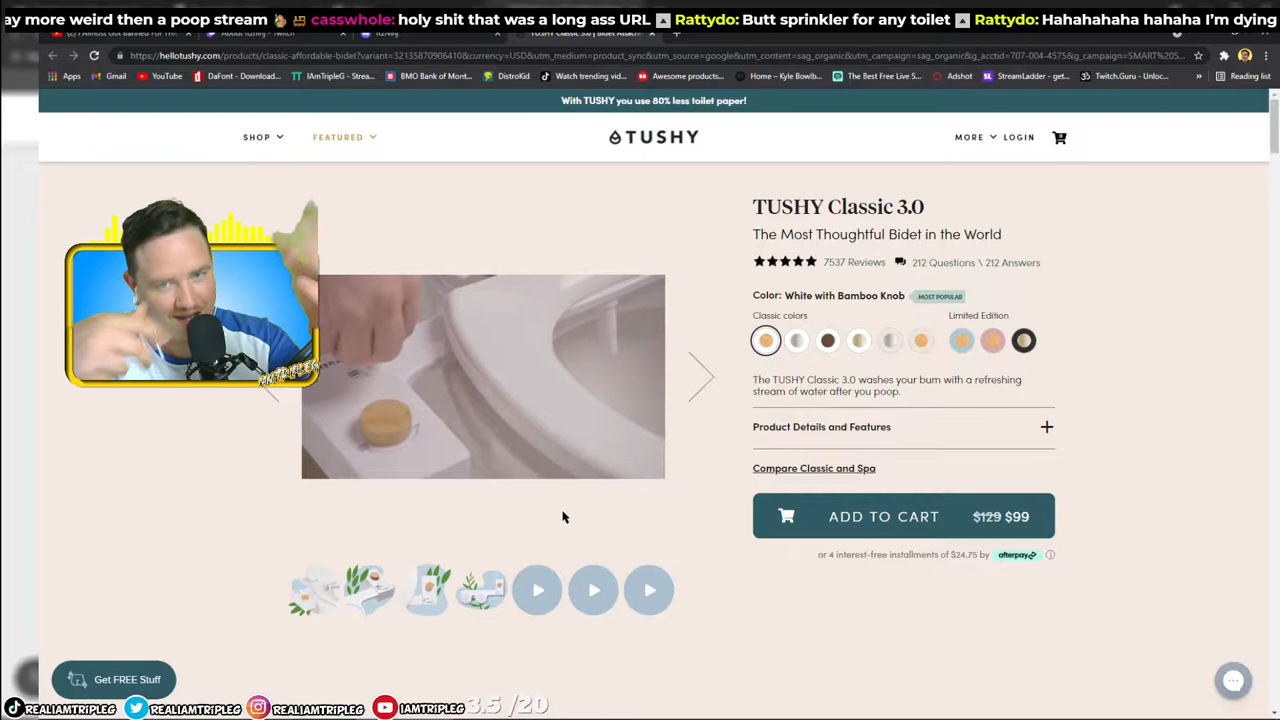 ay more weird then a poop stream casswhole: holy shit that was a long ass URL Rattydo: Butt sprinkler for any toilet Rattydo: Hahahahaha hahaha I'm dying
https://hellotushy.com/products/classic-affordable-bidet?variant=32135870906410&currency=USD&utm_medium=product_sync&utm_source=google&utm_content=sag_organic&utm_campaign=sag_organic&g_acctid=707-004-4575&g_campaign=SMART%20S...
Apps Gmail YouTube DaFont - Download... IAmTripleG - Strea... BMO Bank of Mont... DistroKid Watch trending vid... Awesome products... Home – Kyle Bowlb... The Best Free Live S... Adshot StreamLadder - get... Twitch.Guru - Unloc... » Reading list
With TUSHY you use 80% less toilet paper!
SHOP FEATURED TUSHY MORE LOGIN
TUSHY Classic 3.0
The Most Thoughtful Bidet in the World
7537 Reviews 212 Questions \ 212 Answers
Color: White with Bamboo Knob MOST POPULAR
Classic colors Limited Edition
The TUSHY Classic 3.0 washes your bum with a refreshing
stream of water after you poop.
Product Details and Features +
Compare Classic and Spa
ADD TO CART $129 $99
or 4 interest-free installments of $24.75 by afterpay
IAMTRIPLEG
Get FREE Stuff
REALIAMTRIPLEG REALIAMTRIPLEG REALIAMTRIPLEG IAMTRIPLEG 3.5 /20